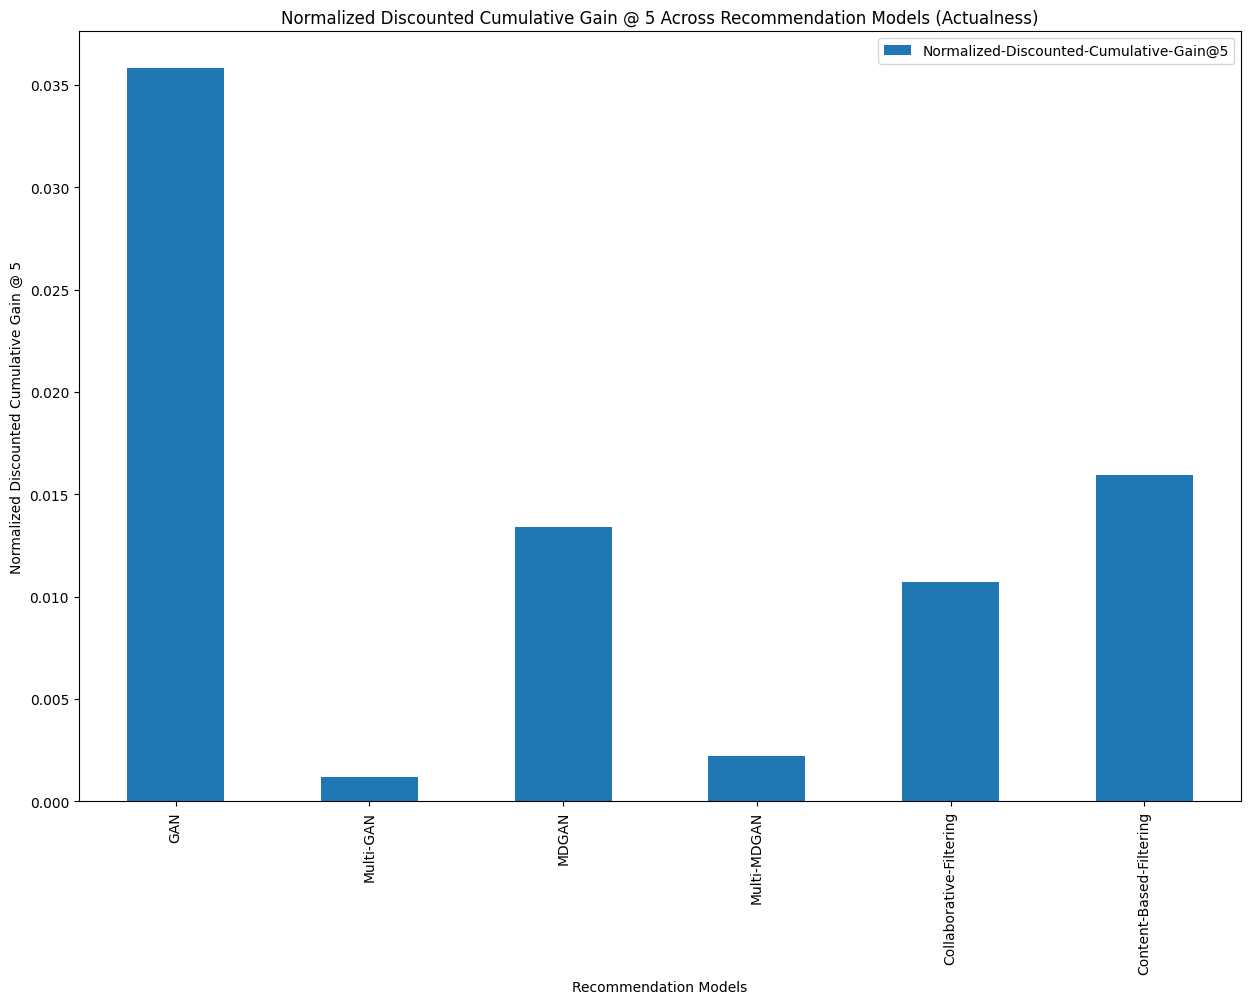 Normalized Discounted Cumulative Gain @ 5 Across Recommendation Models (Actualness)
Normalized-Discounted-Cumulative-Gain@5
Normalized Discounted Cumulative Gain @ 5
0.035
0.030
0.025
0.020
0.015
0.010
0.005
0.000
GAN
Multi-GAN
MDGAN
Multi-MDGAN
Collaborative-Filtering
Content-Based-Filtering
Recommendation Models